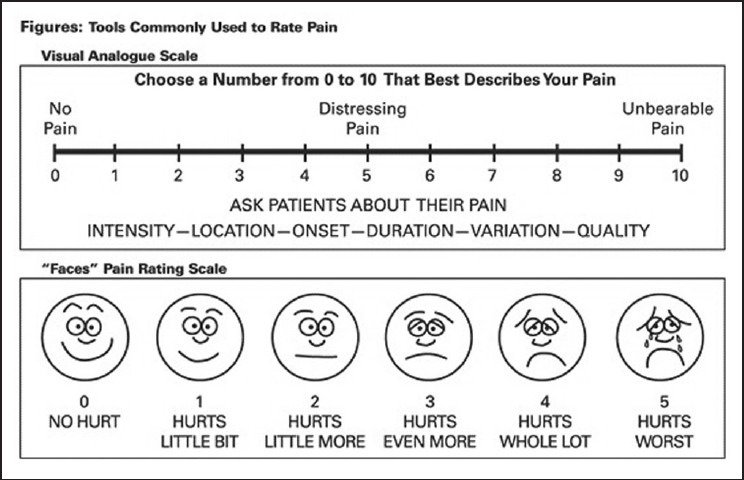 Figures: Tools Commonly Used to Rate Pain
Visual Analogue Scale
Choose a Number from 0 to 10 That Best Describes Your Pain
No Pain
Distressing Pain
Unbearable Pain
0 1 2 3 4 5 6 7 8 9 10
ASK PATIENTS ABOUT THEIR PAIN
INTENSITY—LOCATION—ONSET—DURATION—VARIATION—QUALITY
"Faces" Pain Rating Scale
0
NO HURT
1
HURTS
LITTLE BIT
2
HURTS
LITTLE MORE
3
HURTS
EVEN MORE
4
HURTS
WHOLE LOT
5
HURTS
WORST